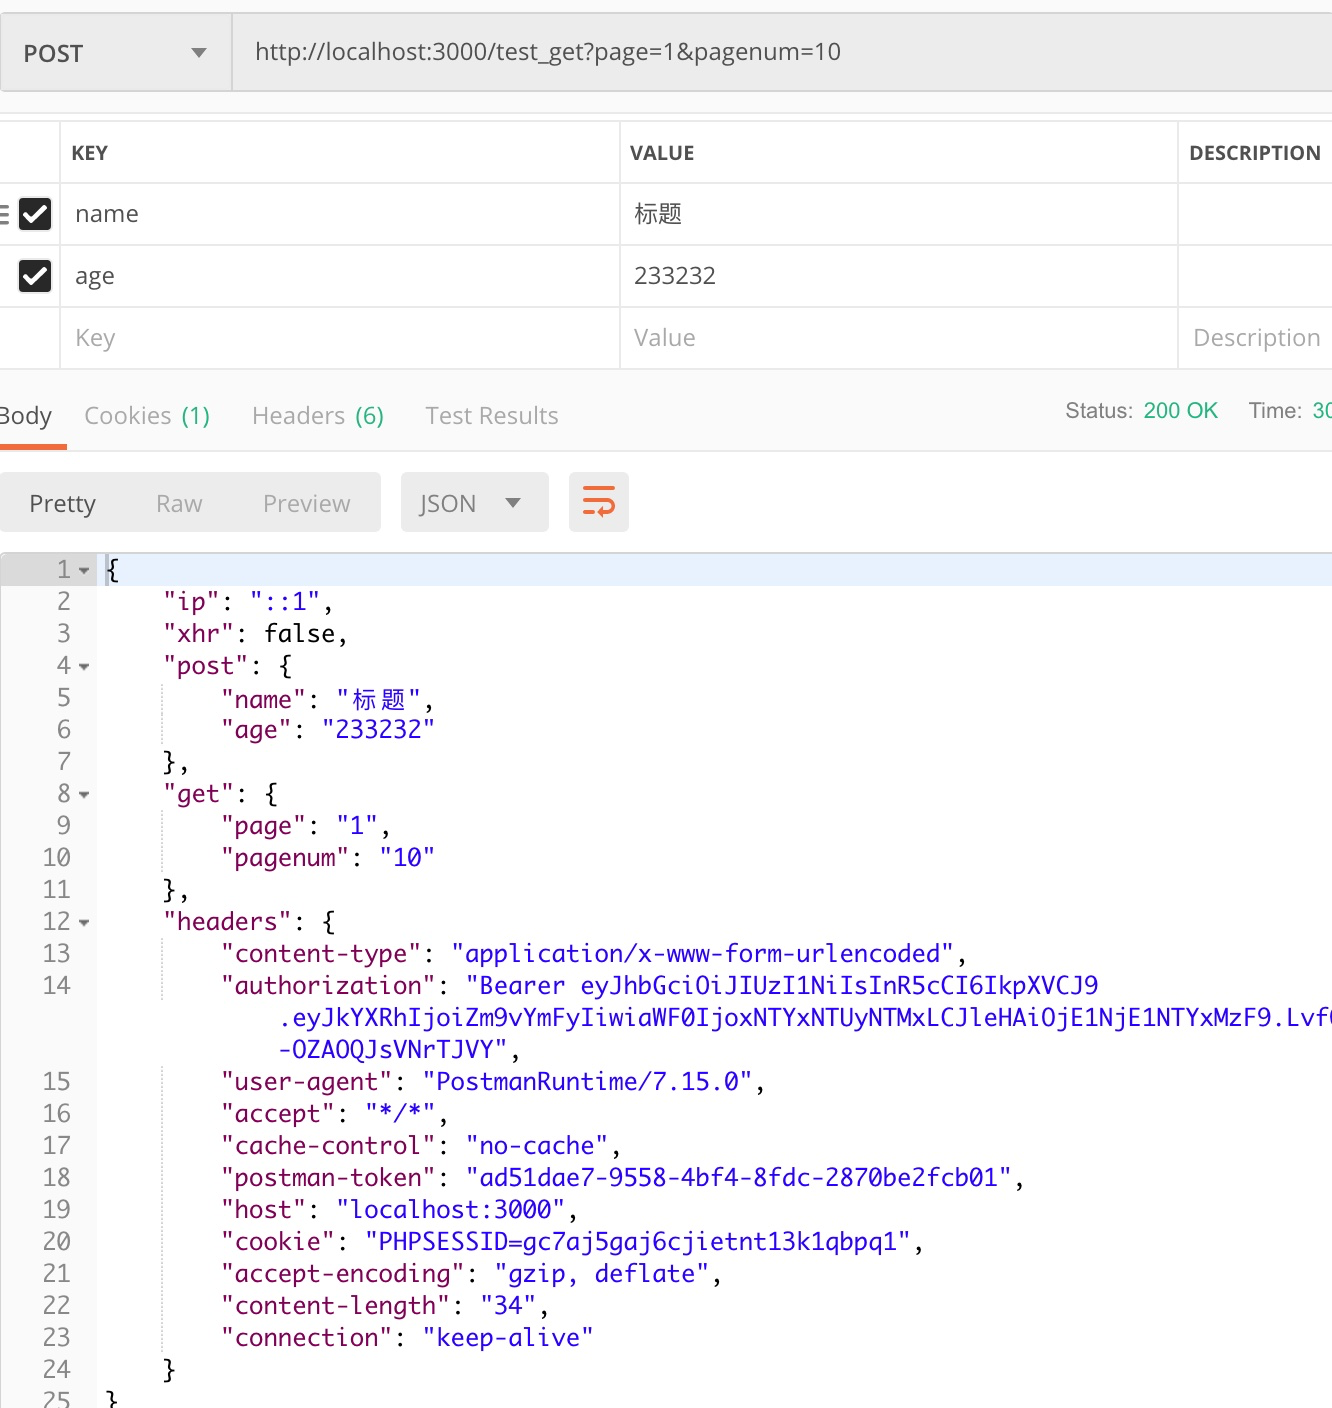 POST http://localhost:3000/test_get?page=1&pagenum=10
KEY VALUE DESCRIPTION
name 标题
age 233232
Key Value Description
Body Cookies (1) Headers (6) Test Results Status: 200 OK Time: 30
Pretty Raw Preview JSON
1 {
2 "ip": "::1",
3 "xhr": false,
4 "post": {
5 "name": "标题",
6 "age": "233232"
7 },
8 "get": {
9 "page": "1",
10 "pagenum": "10"
11 },
12 "headers": {
13 "content-type": "application/x-www-form-urlencoded",
14 "authorization": "Bearer eyJhbGciOiJIUzI1NiIsInR5cCI6IkpXVCJ9
.eyJkYXRhIjoiZm9vYmFyIiwiaWF0IjoxNTYxNTUyNTMxLCJleHAiOjE1NjE1NTYxMzF9.Lvf
-OZAOQJsVNrTJVY",
15 "user-agent": "PostmanRuntime/7.15.0",
16 "accept": "*/*",
17 "cache-control": "no-cache",
18 "postman-token": "ad51dae7-9558-4bf4-8fdc-2870be2fcb01",
19 "host": "localhost:3000",
20 "cookie": "PHPSESSID=gc7aj5gaj6cjietnt13k1qbpq1",
21 "accept-encoding": "gzip, deflate",
22 "content-length": "34",
23 "connection": "keep-alive"
24 }
25 }